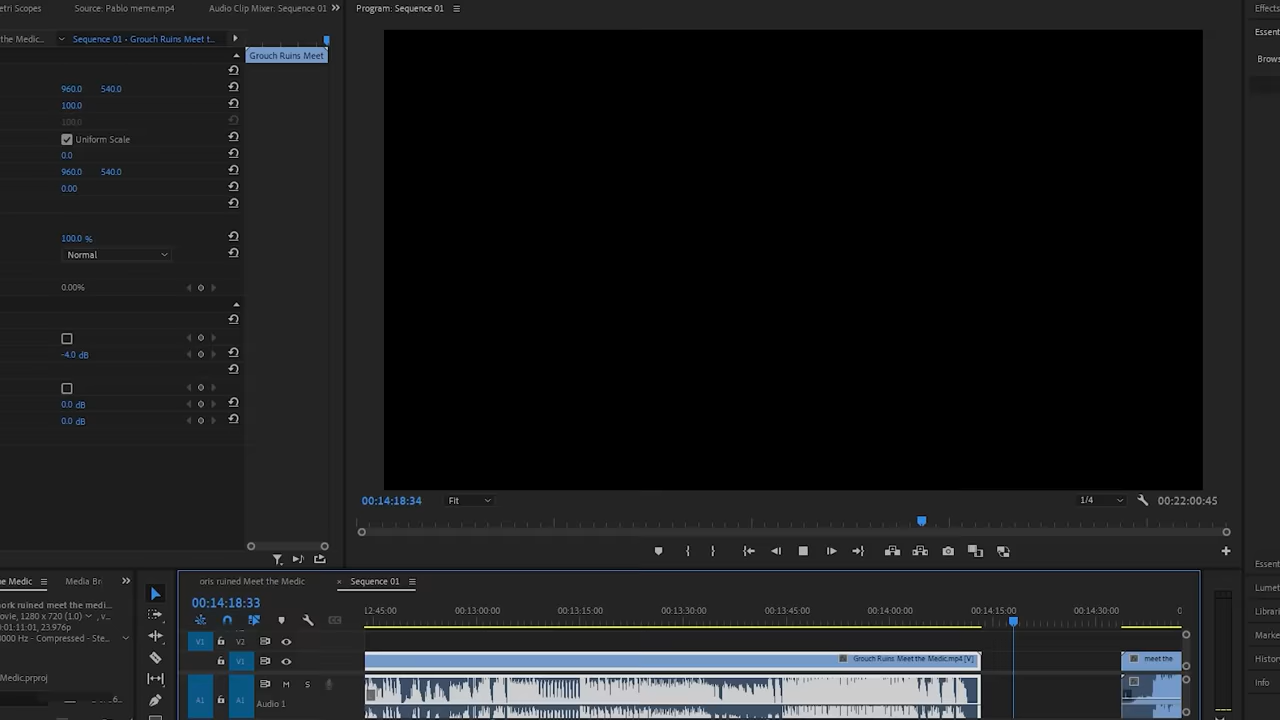 etri Scopes
Source: Pablo meme.mp4
Audio Clip Mixer: Sequence 01
Program: Sequence 01
Effects
the Medic...
Sequence 01 - Grouch Ruins Meet t...
Essent
Grouch Ruins Meet
Brows
960.0 540.0
100.0
100.0
Uniform Scale
0.0
960.0 540.0
0.00
100.0 %
Normal
0.00%
-4.0 dB
0.0 dB
0.0 dB
00:14:18:34
Fit
1/4
00:22:00:45
Essent
Lumet
Librari
Marke
Histor
Info
the Medic
Media Br
ork ruined meet the medi...
ovie, 1280 x 720 (1.0)
1:01:11:01, 23.976p
000 Hz - Compressed - Ste...
Medic.prproj
6...
oris ruined Meet the Medic
× Sequence 01
00:14:18:33
12:45:00
00:13:00:00
00:13:15:00
00:13:30:00
00:13:45:00
00:14:00:00
00:14:15:00
00:14:30:00
V1
V2
V1
Grouch Ruins Meet the Medic.mp4 [V]
meet the
A1
A1
M
S
Audio 1